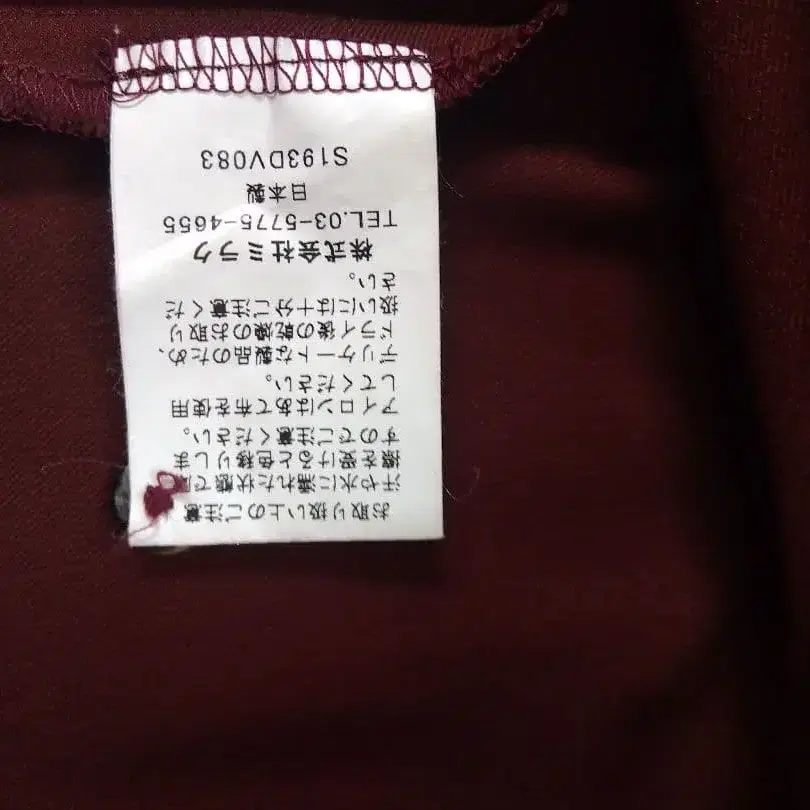 お取り扱い上のご注意
汗や水に濡れた状態で
擦を受けると色移りしま
すのでご注意ください。
アイロンはあて布を使用
してください。
デリケートな製品のため、
ドライ後の乾燥のお取り
扱いには十分ご注意くだ
さい。
株式会社ミラク
TEL.03-5775-4655
日本製
S193DV083